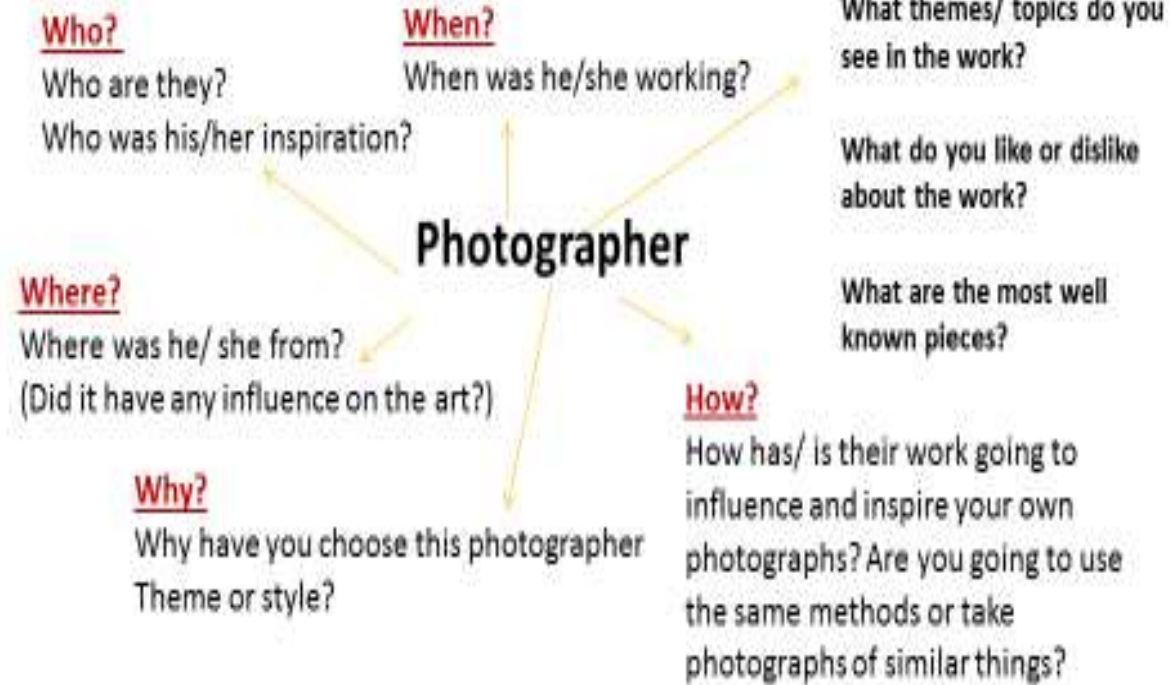 Who?
Who are they?
Who was his/her inspiration?
When?
When was he/she working?
What themes/ topics do you
see in the work?
What do you like or dislike
about the work?
What are the most well
known pieces?
Photographer
Where?
Where was he/ she from?
(Did it have any influence on the art?)
Why?
Why have you choose this photographer
Theme or style?
How?
How has/ is their work going to
influence and inspire your own
photographs? Are you going to use
the same methods or take
photographs of similar things?